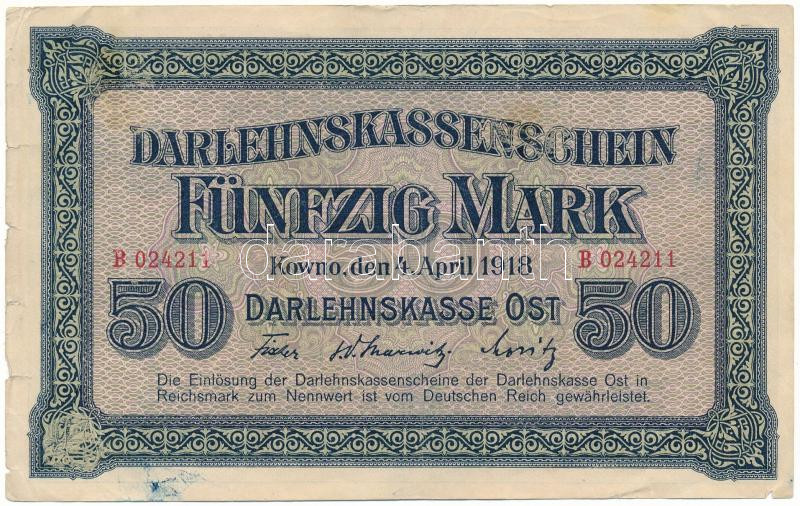 DARLEHNSKASSENSCHEIN
FÜNFZIG MARK
B 024211 B 024211
Kowno, den 4. April 1918
50 DARLEHNSKASSE OST 50
Die Einlösung der Darlehnskassenscheine der Darlehnskasse Ost in
Reichsmark zum Nennwert ist vom Deutschen Reich gewährleistet.
darabanth